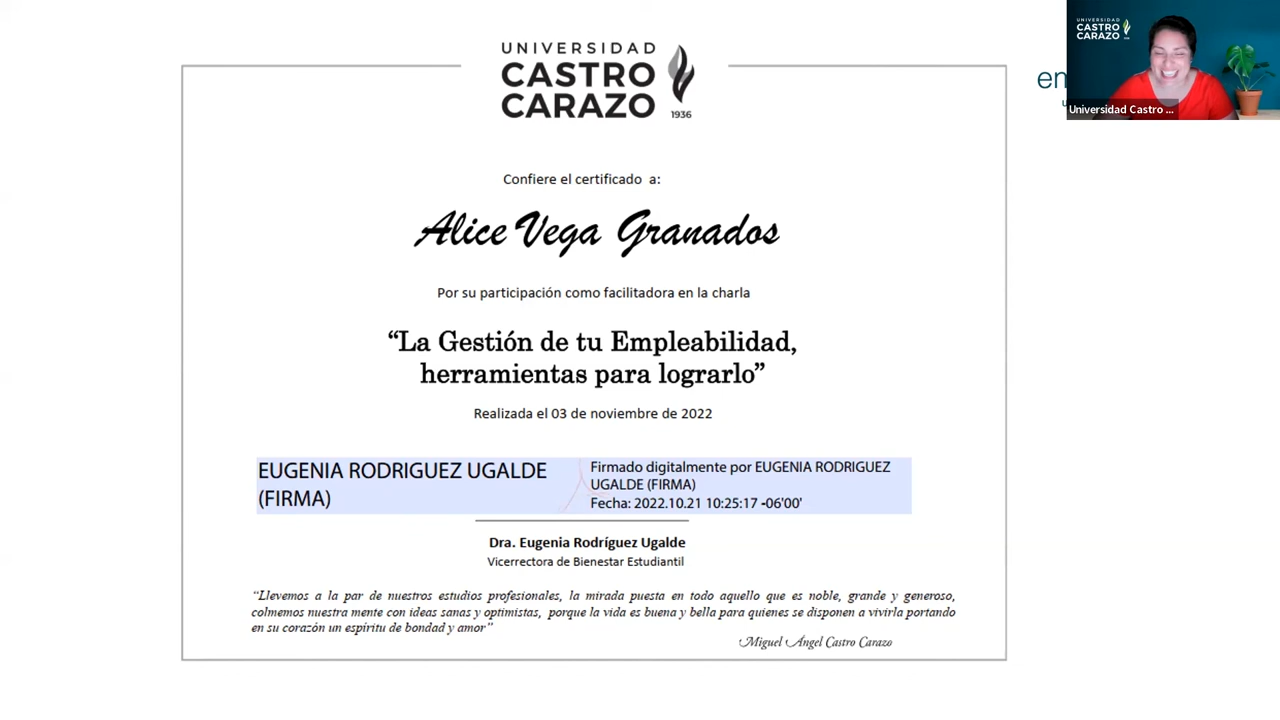 UNIVERSIDAD
CASTRO
CARAZO
1936
Confiere el certificado a:
Alice Vega Granados
Por su participación como facilitadora en la charla
“La Gestión de tu Empleabilidad,
herramientas para lograrlo”
Realizada el 03 de noviembre de 2022
EUGENIA RODRIGUEZ UGALDE
(FIRMA)
Firmado digitalmente por EUGENIA RODRIGUEZ
UGALDE (FIRMA)
Fecha: 2022.10.21 10:25:17 -06'00'
Dra. Eugenia Rodríguez Ugalde
Vicerrectora de Bienestar Estudiantil
“Llevemos a la par de nuestros estudios profesionales, la mirada puesta en todo aquello que es noble, grande y generoso,
colmemos nuestra mente con ideas sanas y optimistas, porque la vida es buena y bella para quienes se disponen a vivirla portando
en su corazón un espíritu de bondad y amor”
Miguel Ángel Castro Carazo
UNIVERSIDAD
CASTRO
CARAZO
Universidad Castro ...